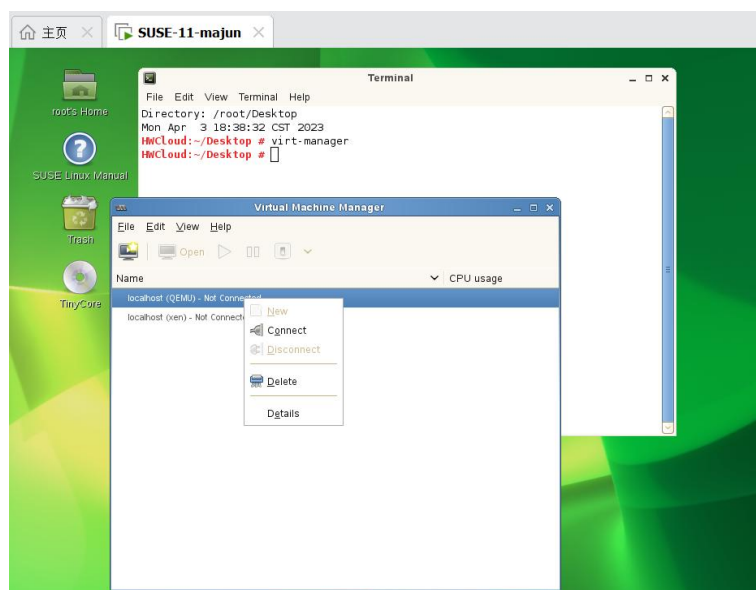 主页
SUSE-11-majun
root's Home
SUSE Linux Manual
Trash
TinyCore
Terminal
File Edit View Terminal Help
Directory: /root/Desktop
Mon Apr  3 18:38:32 CST 2023
HWCloud:~/Desktop # virt-manager
HWCloud:~/Desktop #
Virtual Machine Manager
File Edit View Help
Open
Name CPU usage
localhost (QEMU) - Not Connected
localhost (xen) - Not Connect
New
Connect
Disconnect
Delete
Details